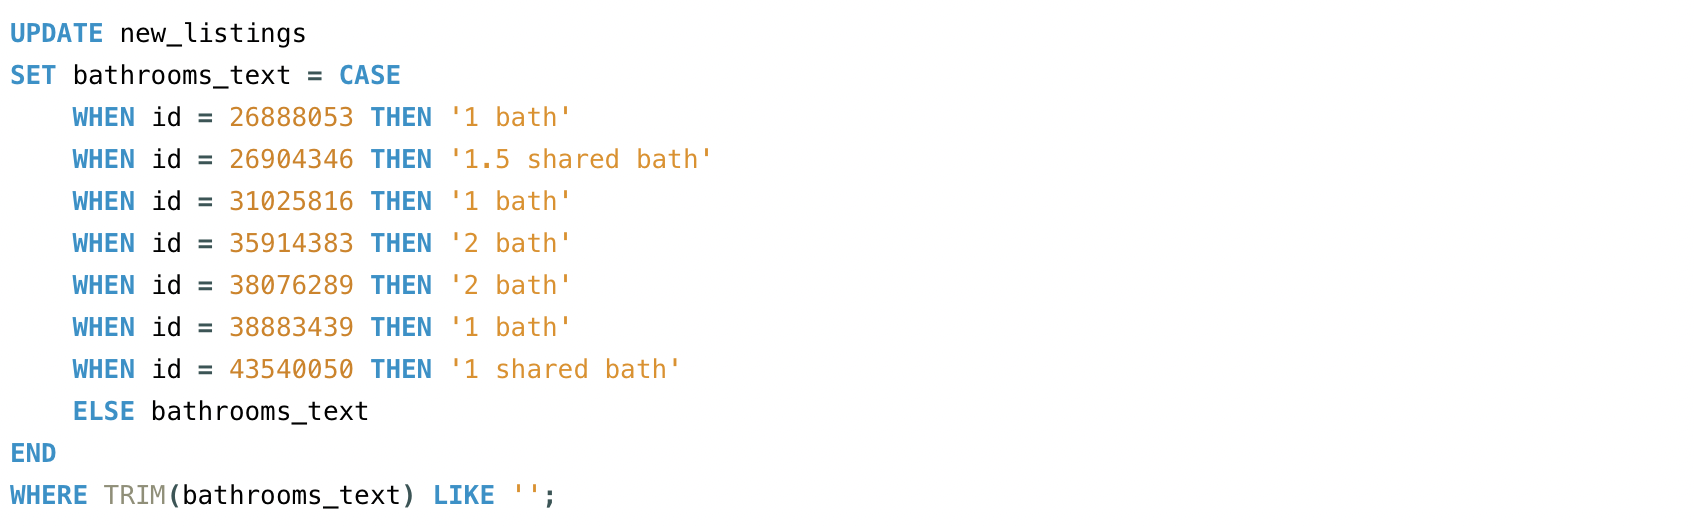 UPDATE new_listings
SET bathrooms_text = CASE
    WHEN id = 26888053 THEN '1 bath'
    WHEN id = 26904346 THEN '1.5 shared bath'
    WHEN id = 31025816 THEN '1 bath'
    WHEN id = 35914383 THEN '2 bath'
    WHEN id = 38076289 THEN '2 bath'
    WHEN id = 38883439 THEN '1 bath'
    WHEN id = 43540050 THEN '1 shared bath'
    ELSE bathrooms_text
END
WHERE TRIM(bathrooms_text) LIKE '';